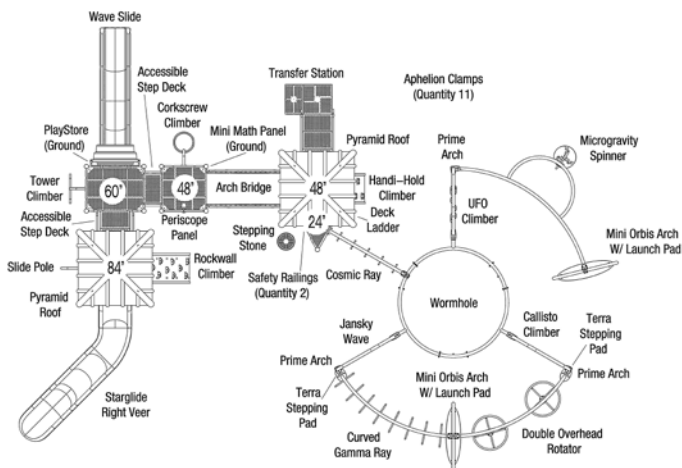 Wave Slide
Accessible
Step Deck
Transfer Station
Aphelion Clamps
(Quantity 11)
Corkscrew
Climber
PlayStore
(Ground)
Mini Math Panel
(Ground)
Pyramid Roof
Prime
Arch
Microgravity
Spinner
Tower
Climber
60"
48"
Arch Bridge
48"
Handi-Hold
Climber
UFO
Climber
Accessible
Step Deck
Periscope
Panel
24"
Deck
Ladder
Stepping
Stone
Mini Orbis Arch
W/ Launch Pad
Slide Pole
84"
Rockwall
Climber
Safety Railings
(Quantity 2)
Cosmic Ray
Pyramid
Roof
Wormhole
Jansky
Wave
Callisto
Climber
Terra
Stepping
Pad
Prime Arch
Prime Arch
Terra
Stepping
Pad
Mini Orbis Arch
W/ Launch Pad
Starglide
Right Veer
Curved
Gamma Ray
Double Overhead
Rotator